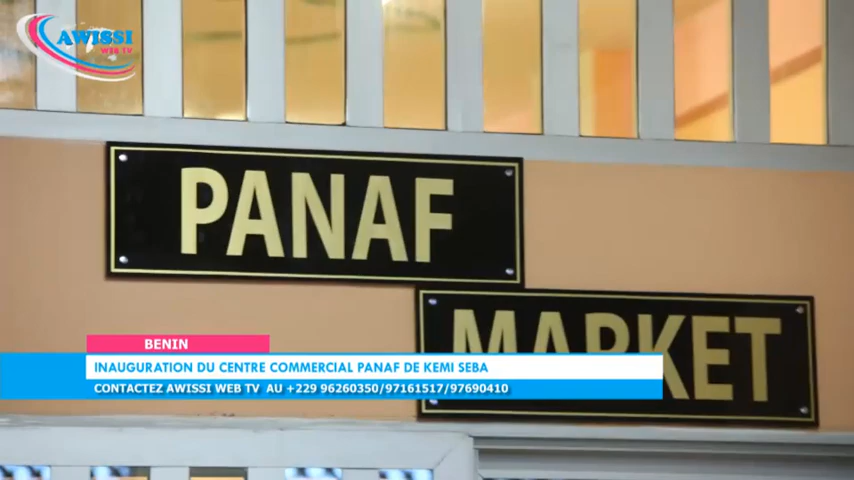 AWISSI
WEB TV
PANAF
MARKET
BENIN
INAUGURATION DU CENTRE COMMERCIAL PANAF DE KEMI SEBA
CONTACTEZ AWISSI WEB TV AU +229 96260350/97161517/97690410